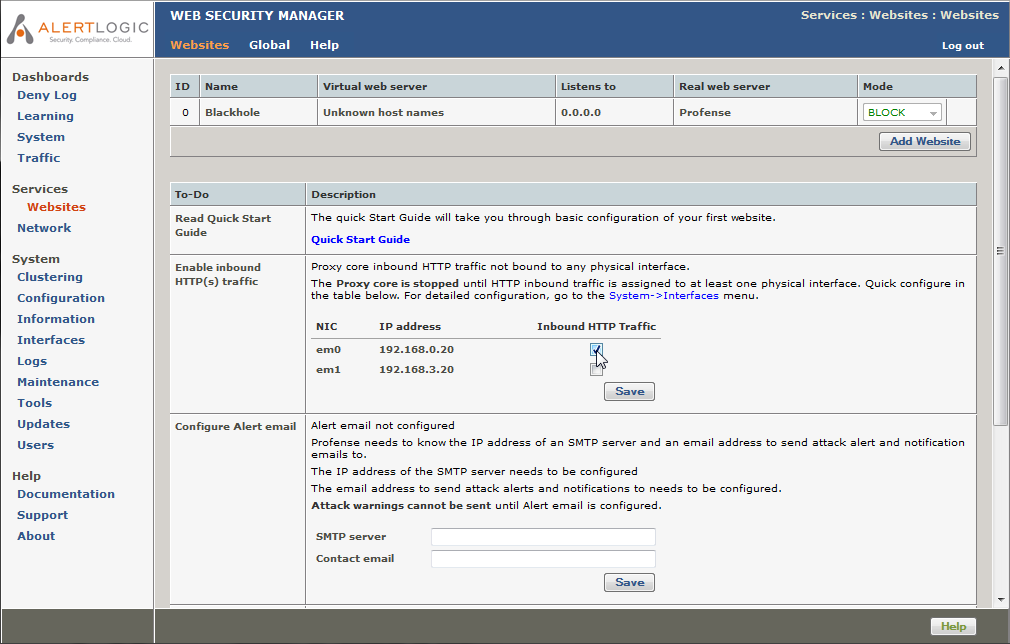 ALERTLOGIC
Security. Compliance. Cloud.
WEB SECURITY MANAGER
Services : Websites : Websites
Websites Global Help
Log out
Dashboards
Deny Log
Learning
System
Traffic
Services
Websites
Network
System
Clustering
Configuration
Information
Interfaces
Logs
Maintenance
Tools
Updates
Users
Help
Documentation
Support
About
ID Name Virtual web server Listens to Real web server Mode
0 Blackhole Unknown host names 0.0.0.0 Profense BLOCK
Add Website
To-Do Description
Read Quick Start
Guide
The quick Start Guide will take you through basic configuration of your first website.
Quick Start Guide
Enable inbound
HTTP(s) traffic
Proxy core inbound HTTP traffic not bound to any physical interface.
The Proxy core is stopped until HTTP inbound traffic is assigned to at least one physical interface. Quick configure in
the table below. For detailed configuration, go to the System->Interfaces menu.
NIC IP address Inbound HTTP Traffic
em0 192.168.0.20
em1 192.168.3.20
Save
Configure Alert email
Alert email not configured
Profense needs to know the IP address of an SMTP server and an email address to send attack alert and notification
emails to.
The IP address of the SMTP server needs to be configured
The email address to send attack alerts and notifications to needs to be configured.
Attack warnings cannot be sent until Alert email is configured.
SMTP server
Contact email
Save
Help